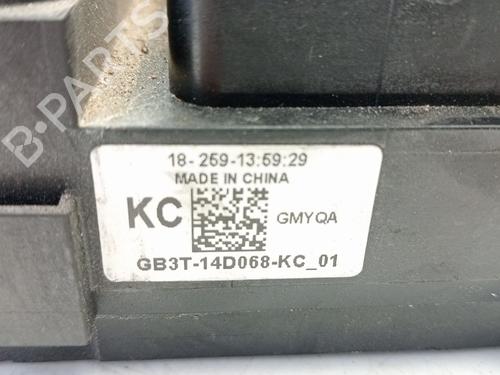 B-PARTS
18- 259-13:59:29
MADE IN CHINA
KC
GMYQA
GB3T-14D068-KC_01